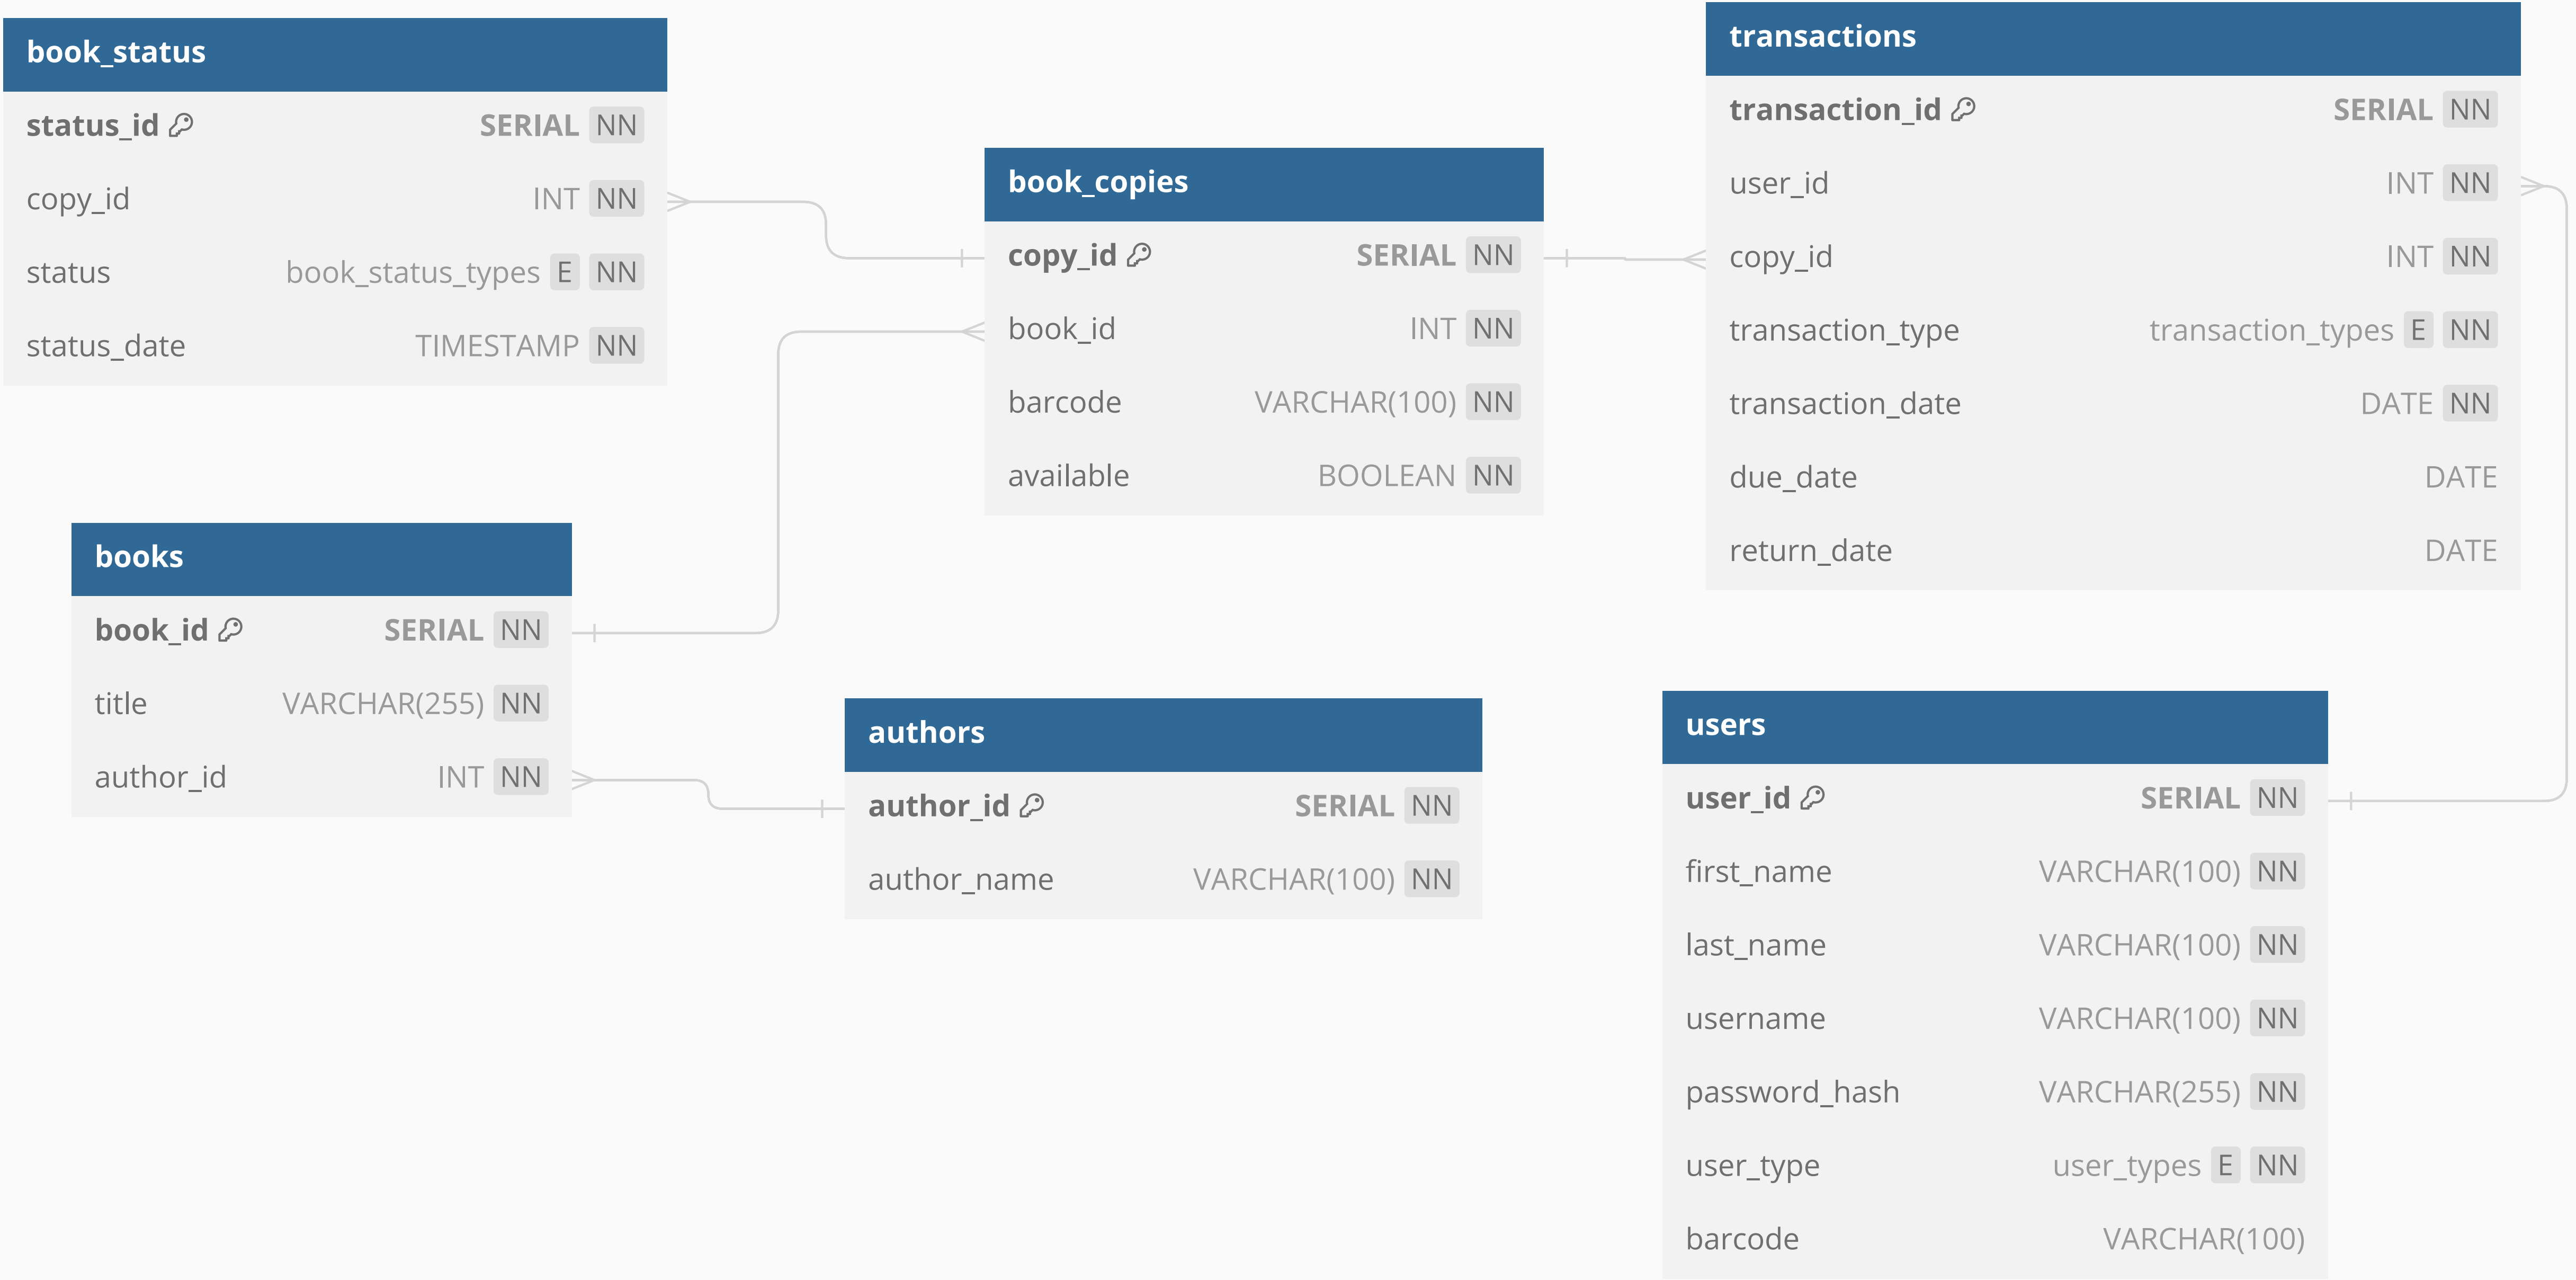 book_status
status_id SERIAL NN
copy_id INT NN
status book_status_types E NN
status_date TIMESTAMP NN
book_copies
copy_id SERIAL NN
book_id INT NN
barcode VARCHAR(100) NN
available BOOLEAN NN
transactions
transaction_id SERIAL NN
user_id INT NN
copy_id INT NN
transaction_type transaction_types E NN
transaction_date DATE NN
due_date DATE
return_date DATE
books
book_id SERIAL NN
title VARCHAR(255) NN
author_id INT NN
authors
author_id SERIAL NN
author_name VARCHAR(100) NN
users
user_id SERIAL NN
first_name VARCHAR(100) NN
last_name VARCHAR(100) NN
username VARCHAR(100) NN
password_hash VARCHAR(255) NN
user_type user_types E NN
barcode VARCHAR(100)